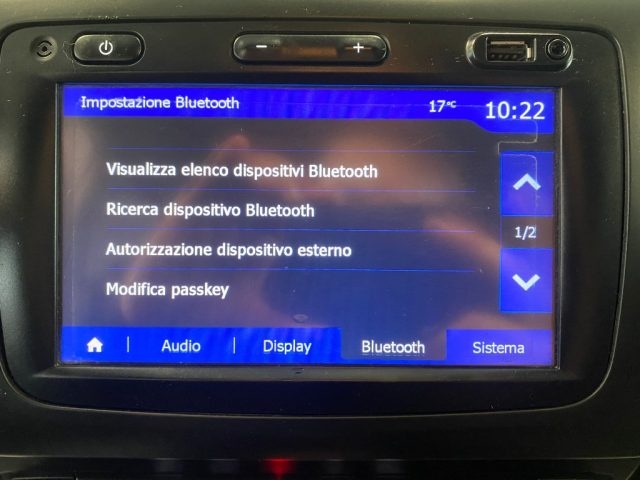 Impostazione Bluetooth 17°C 10:22
Visualizza elenco dispositivi Bluetooth
Ricerca dispositivo Bluetooth
1/2
Autorizzazione dispositivo esterno
Modifica passkey
Audio Display Bluetooth Sistema